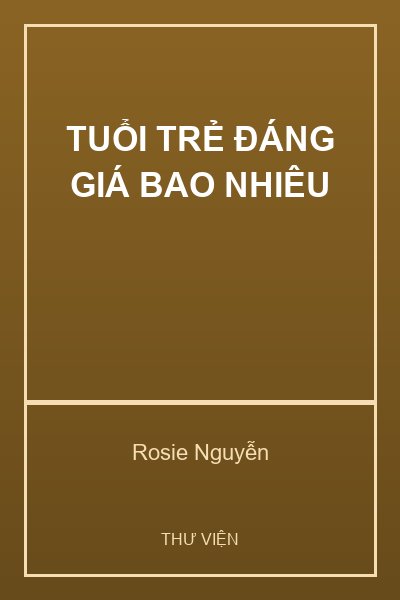 TUỔI TRẺ ĐÁNG
GIÁ BAO NHIÊU
Rosie Nguyễn
THƯ VIỆN